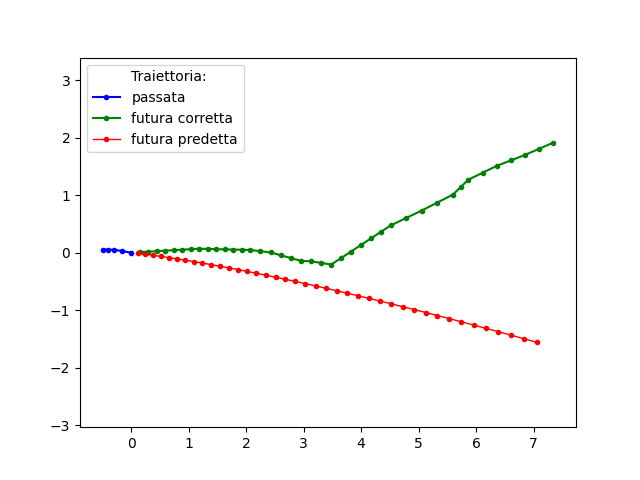 Traiettoria:
passata
futura corretta
futura predetta
3
2
1
0
−1
−2
−3
0 1 2 3 4 5 6 7